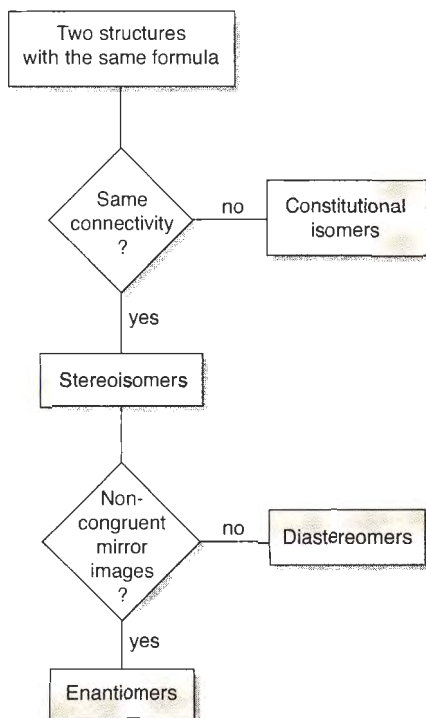 Two structures
with the same formula
Same
connectivity
?
no
Constitutional
isomers
yes
Stereoisomers
Non-
congruent
mirror
images
?
no
Diastereomers
yes
Enantiomers